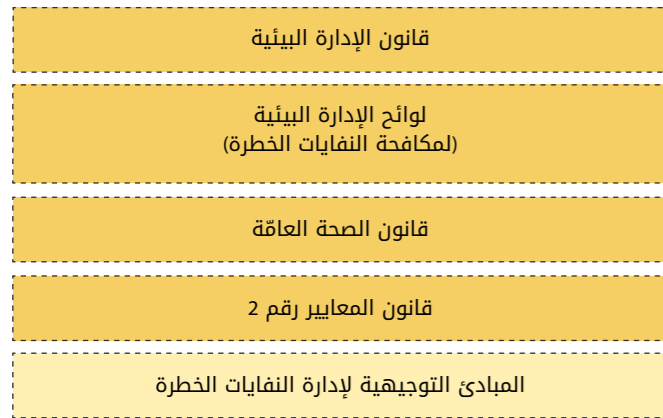 قانون الإدارة البيئية
لوائح الإدارة البيئية
(لمكافحة النفايات الخطرة)
قانون الصحة العامّة
قانون المعايير رقم 2
المبادئ التوجيهية لإدارة النفايات الخطرة